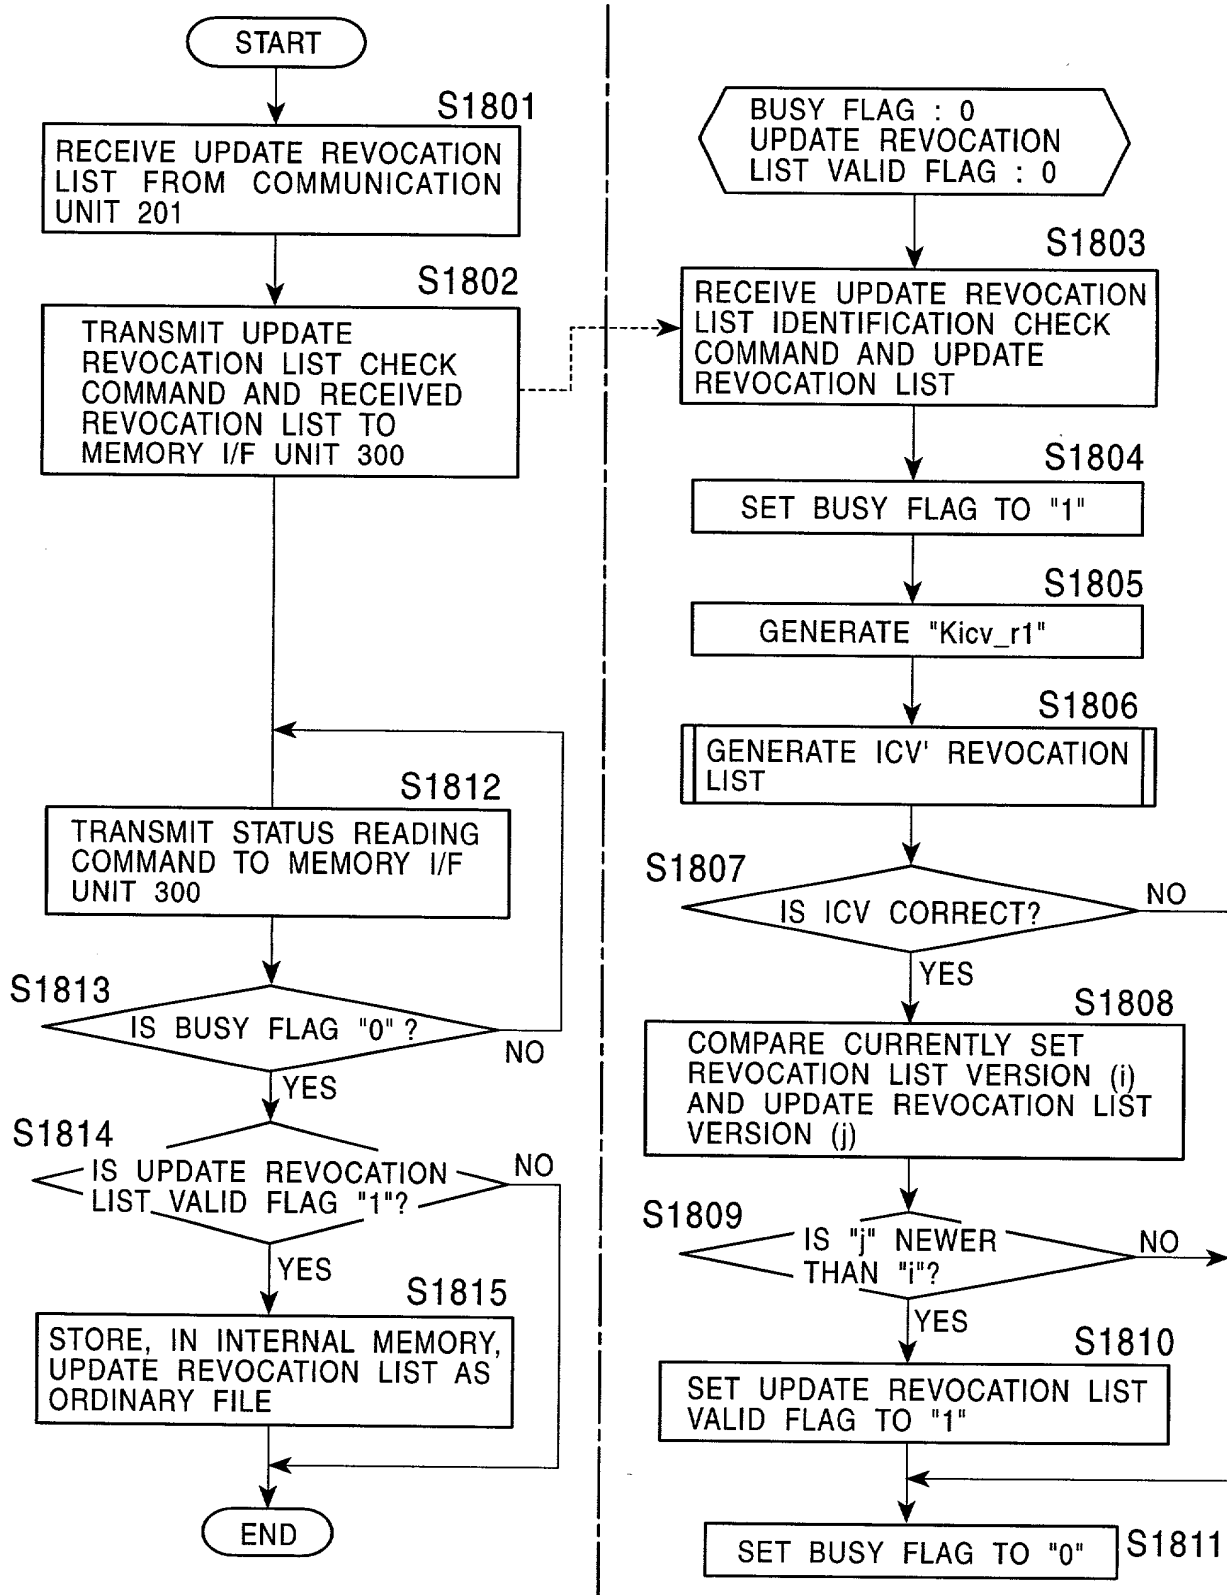 START
S1801
RECEIVE UPDATE REVOCATION
LIST FROM COMMUNICATION
UNIT 201
S1802
TRANSMIT UPDATE
REVOCATION LIST CHECK
COMMAND AND RECEIVED
REVOCATION LIST TO
MEMORY I/F UNIT 300
S1812
TRANSMIT STATUS READING
COMMAND TO MEMORY I/F
UNIT 300
S1813
IS BUSY FLAG "0" ?
NO
YES
S1814
IS UPDATE REVOCATION
LIST VALID FLAG "1"?
NO
YES
S1815
STORE, IN INTERNAL MEMORY,
UPDATE REVOCATION LIST AS
ORDINARY FILE
END
BUSY FLAG : 0
UPDATE REVOCATION
LIST VALID FLAG : 0
S1803
RECEIVE UPDATE REVOCATION
LIST IDENTIFICATION CHECK
COMMAND AND UPDATE
REVOCATION LIST
S1804
SET BUSY FLAG TO "1"
S1805
GENERATE "Kicv_r1"
S1806
GENERATE ICV' REVOCATION
LIST
S1807
IS ICV CORRECT?
NO
YES
S1808
COMPARE CURRENTLY SET
REVOCATION LIST VERSION (i)
AND UPDATE REVOCATION LIST
VERSION (j)
S1809
IS "j" NEWER
THAN "i"?
NO
YES
S1810
SET UPDATE REVOCATION LIST
VALID FLAG TO "1"
SET BUSY FLAG TO "0"
S1811